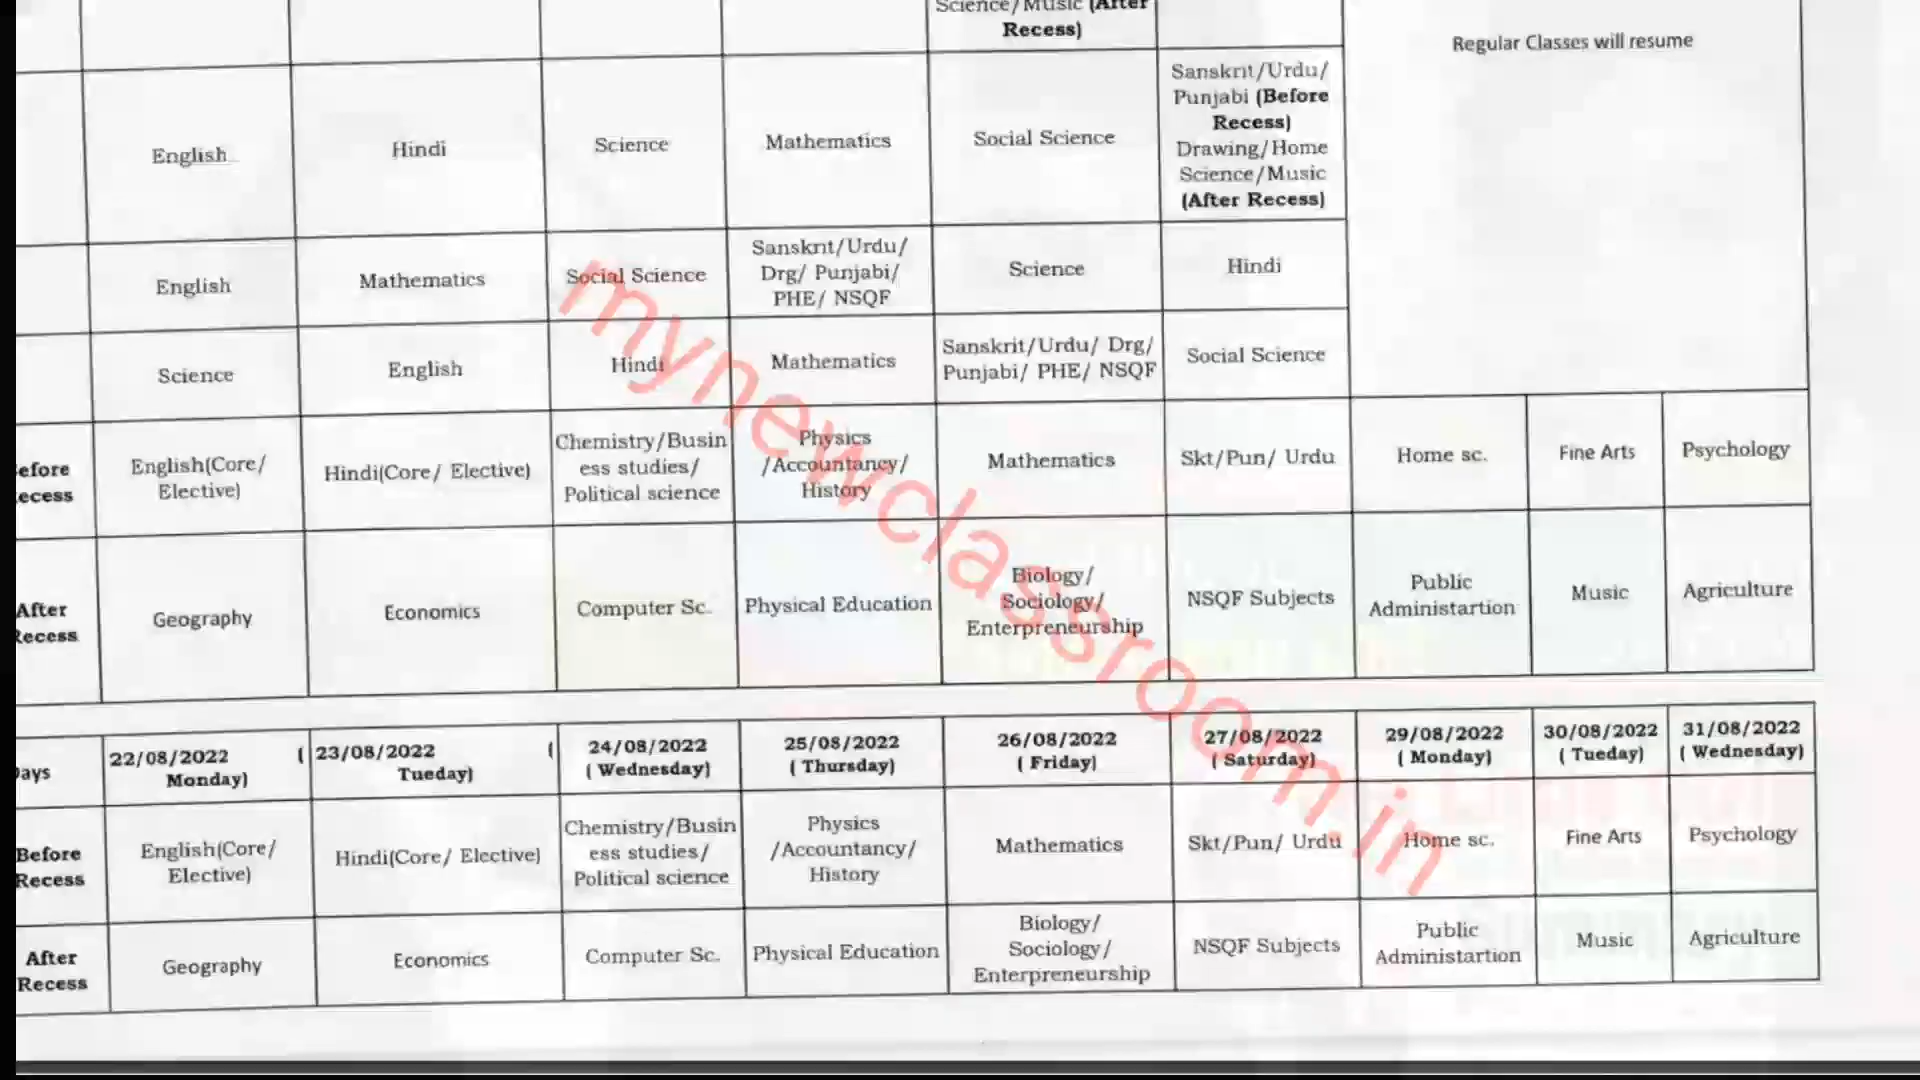 Science/Music (After
Recess)
Regular Classes will resume
English
Hindi
Science
Mathematics
Social Science
Sanskrit/Urdu/
Punjabi (Before
Recess)
Drawing/Home
Science/Music
(After Recess)
English
Mathematics
Social Science
Sanskrit/Urdu/
Drg/ Punjabi/
PHE/ NSQF
Science
Hindi
Science
English
Hindi
Mathematics
Sanskrit/Urdu/ Drg/
Punjabi/ PHE/ NSQF
Social Science
efore
ecess
English(Core/
Elective)
Hindi(Core/ Elective)
Chemistry/Busin
ess studies/
Political science
Physics
/Accountancy/
History
Mathematics
Skt/Pun/ Urdu
Home sc.
Fine Arts
Psychology
After
Recess
Geography
Economics
Computer Sc.
Physical Education
Biology/
Sociology/
Enterpreneurship
NSQF Subjects
Public
Administartion
Music
Agriculture
Days
22/08/2022 (
Monday)
23/08/2022 (
Tueday)
24/08/2022
( Wednesday)
25/08/2022
( Thursday)
26/08/2022
( Friday)
27/08/2022
( Saturday)
29/08/2022
( Monday)
30/08/2022
( Tueday)
31/08/2022
( Wednesday)
Before
Recess
English(Core/
Elective)
Hindi(Core/ Elective)
Chemistry/Busin
ess studies/
Political science
Physics
/Accountancy/
History
Mathematics
Skt/Pun/ Urdu
Home sc.
Fine Arts
Psychology
After
Recess
Geography
Economics
Computer Sc.
Physical Education
Biology/
Sociology/
Enterpreneurship
NSQF Subjects
Public
Administartion
Music
Agriculture
mynewclassroom.in